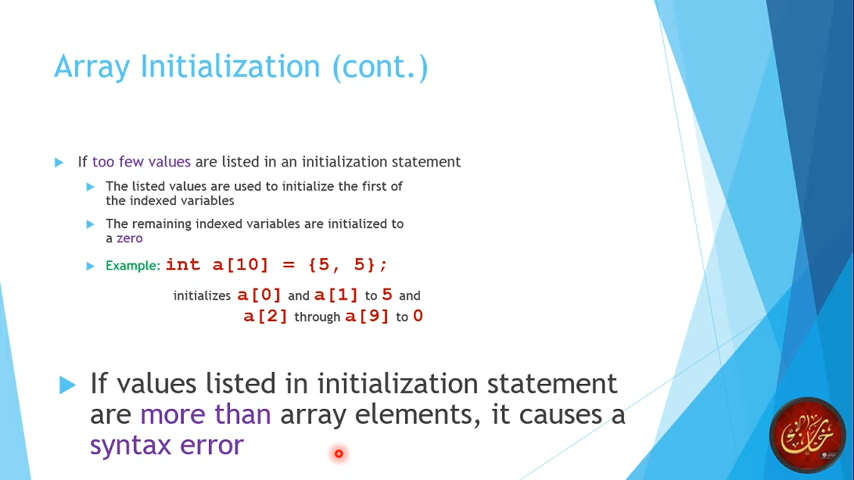 Array Initialization (cont.)
If too few values are listed in an initialization statement
The listed values are used to initialize the first of
the indexed variables
The remaining indexed variables are initialized to
a zero
Example: int a[10] = {5, 5};
initializes a[0] and a[1] to 5 and
a[2] through a[9] to 0
If values listed in initialization statement
are more than array elements, it causes a
syntax error